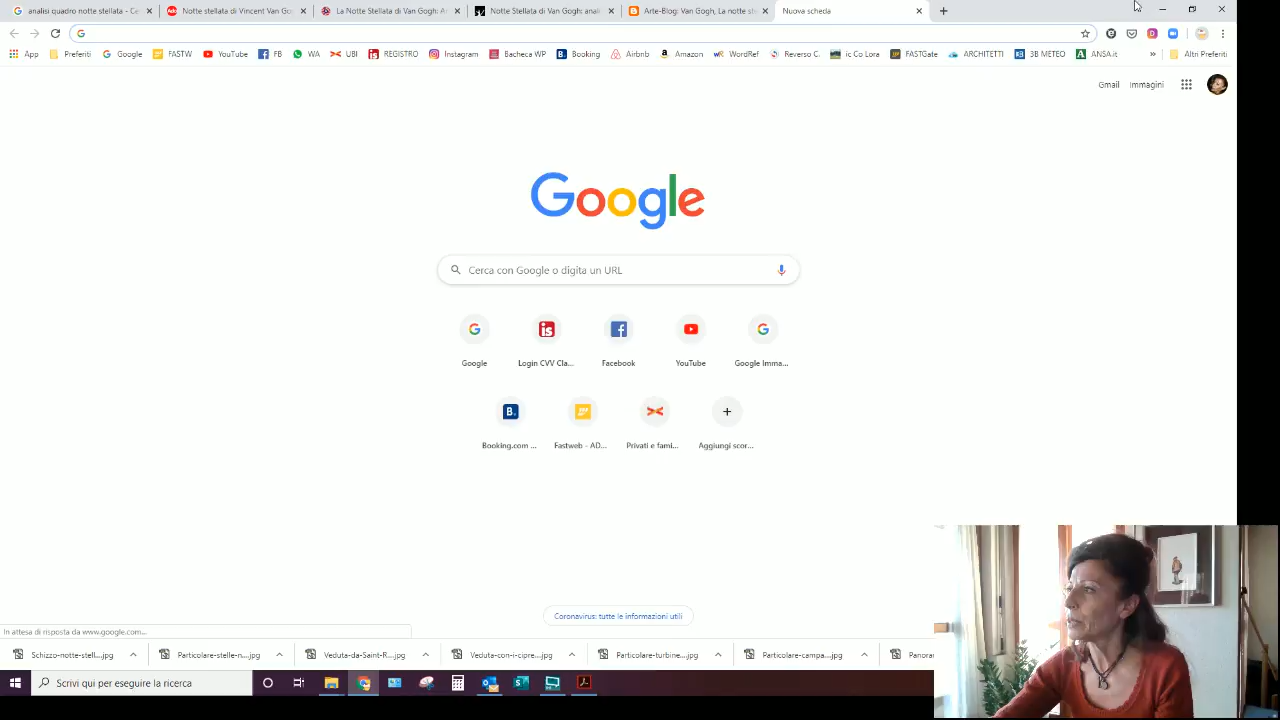 analisi quadro notte stellata - Ce
Notte stellata di Vincent Van Go
La Notte Stellata di Van Gogh: A
La Notte Stellata di Van Gogh: anali
Arte-Blog: Van Gogh, La notte s
Nuova scheda
App Preferiti Google FASTW YouTube FB WA UBI REGISTRO Instagram Bacheca WP Booking Airbnb Amazon WordRef Reverso C. ic Co Lora FASTGate ARCHITETTI 3B METEO ANSA.it » Altri Preferiti
Gmail Immagini
Google
Cerca con Google o digita un URL
Google Login CVV Cla... Facebook YouTube Google Imma...
Booking.com ... Fastweb - AD... Privati e fami... Aggiungi scor...
Coronavirus: tutte le informazioni utili
In attesa di risposta da www.google.com...
Schizzo-notte-stell....jpg Particolare-stelle-n....jpg Veduta-da-Saint-R....jpg Veduta-con-i-cipre....jpg Particolare-turbine....jpg Particolare-campa....jpg Panora
Scrivi qui per eseguire la ricerca